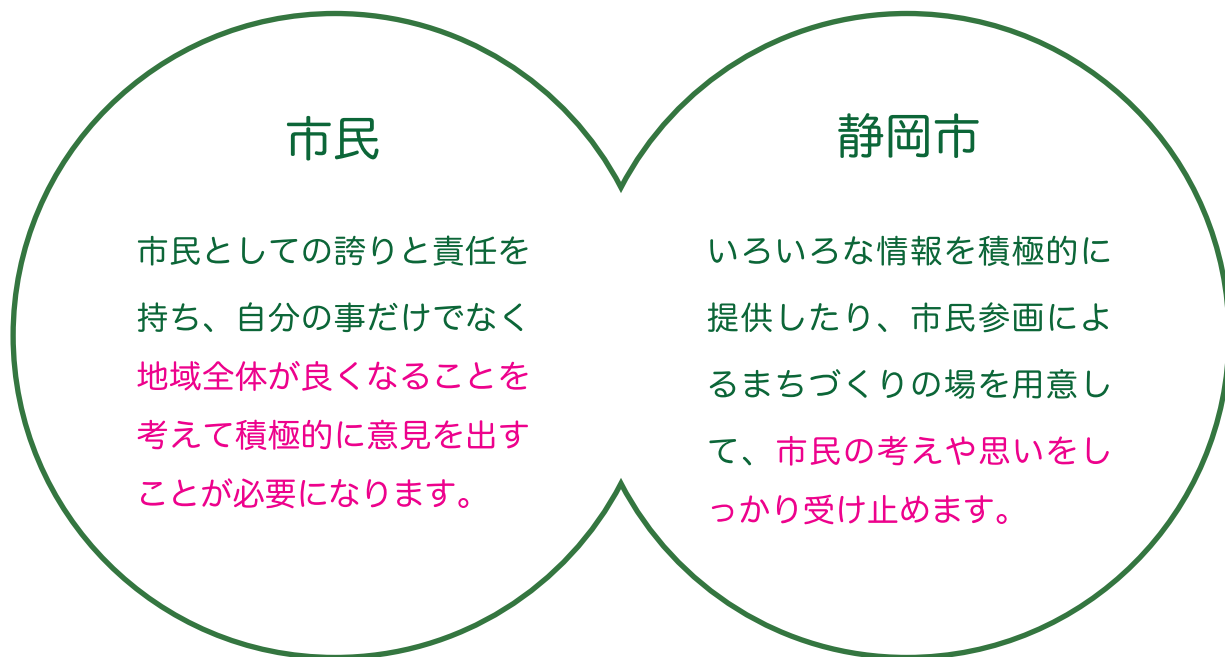 市民
市民としての誇りと責任を
持ち、自分の事だけでなく
地域全体が良くなることを
考えて積極的に意見を出す
ことが必要になります。
静岡市
いろいろな情報を積極的に
提供したり、市民参画によ
るまちづくりの場を用意し
て、市民の考えや思いをし
っかり受け止めます。